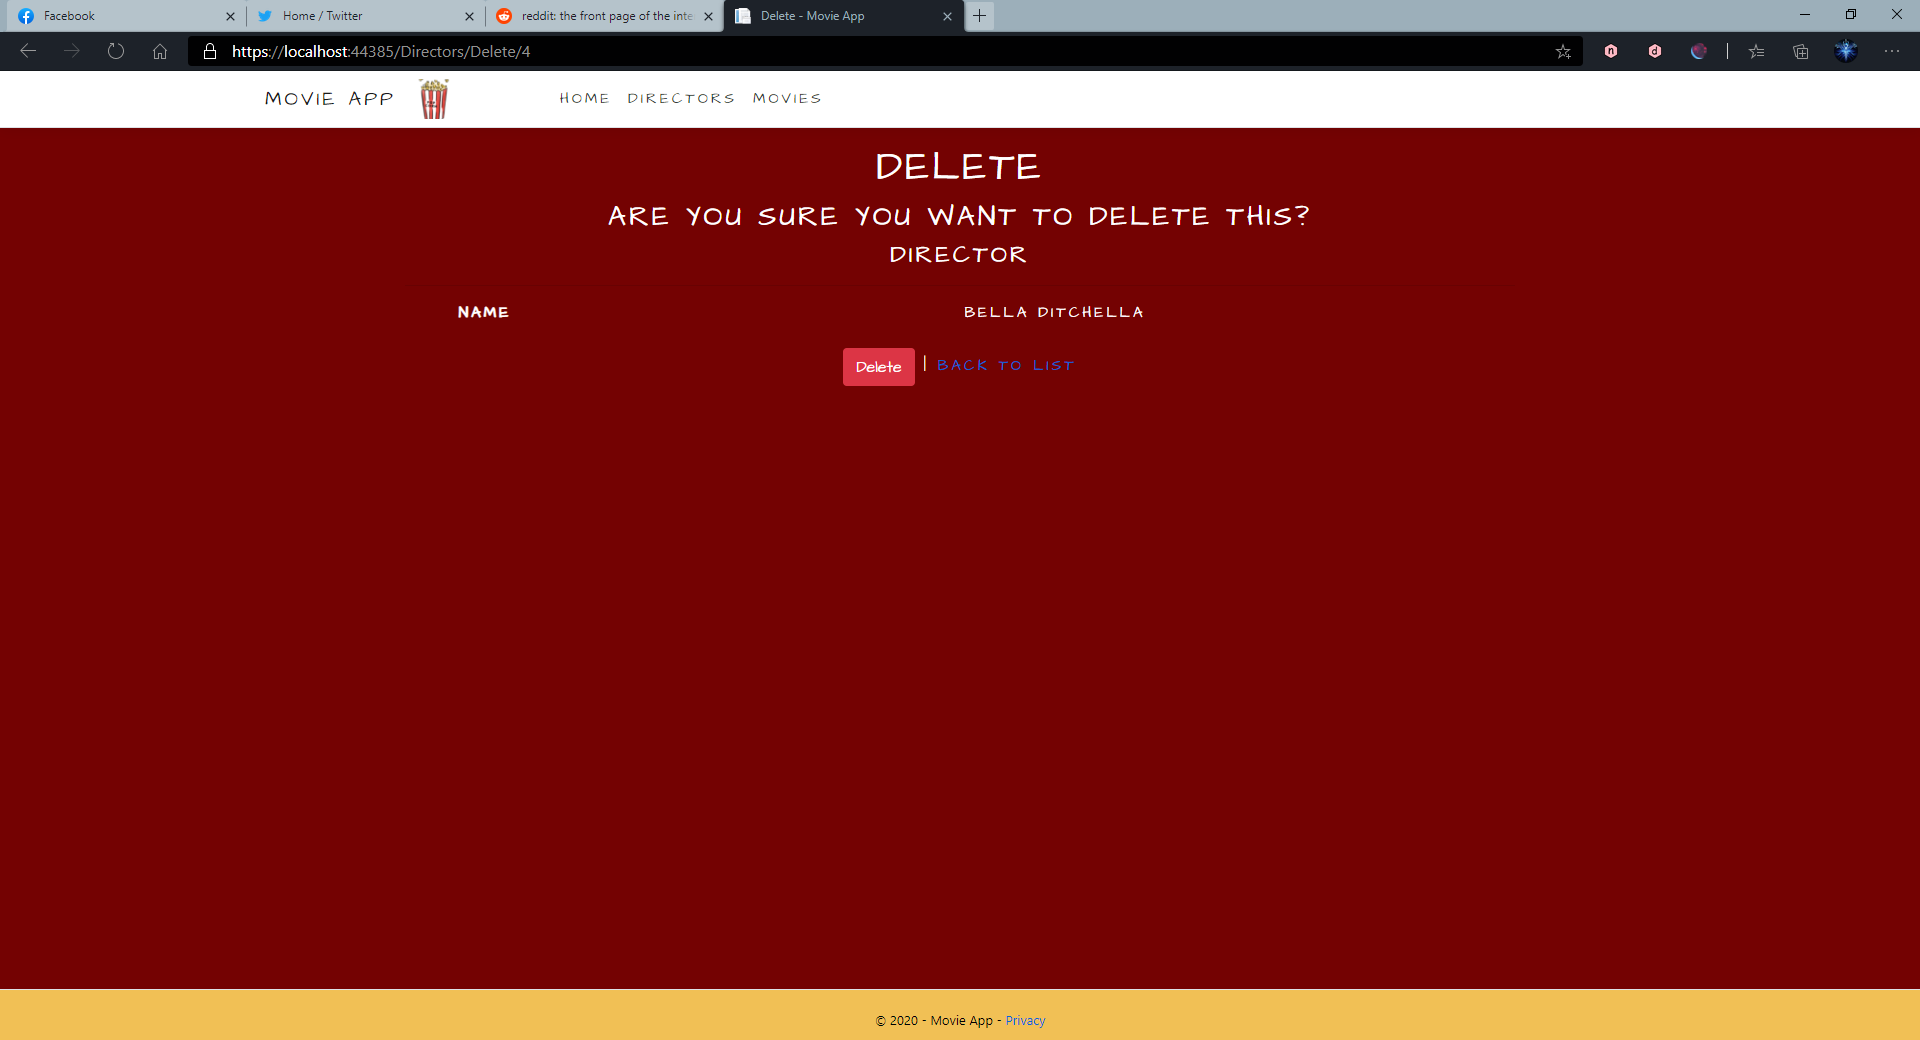 Facebook
Home / Twitter
reddit: the front page of the inte
Delete - Movie App
https://localhost:44385/Directors/Delete/4
MOVIE APP
HOME DIRECTORS MOVIES
DELETE
ARE YOU SURE YOU WANT TO DELETE THIS?
DIRECTOR
NAME BELLA DITCHELLA
Delete | BACK TO LIST
© 2020 - Movie App - Privacy